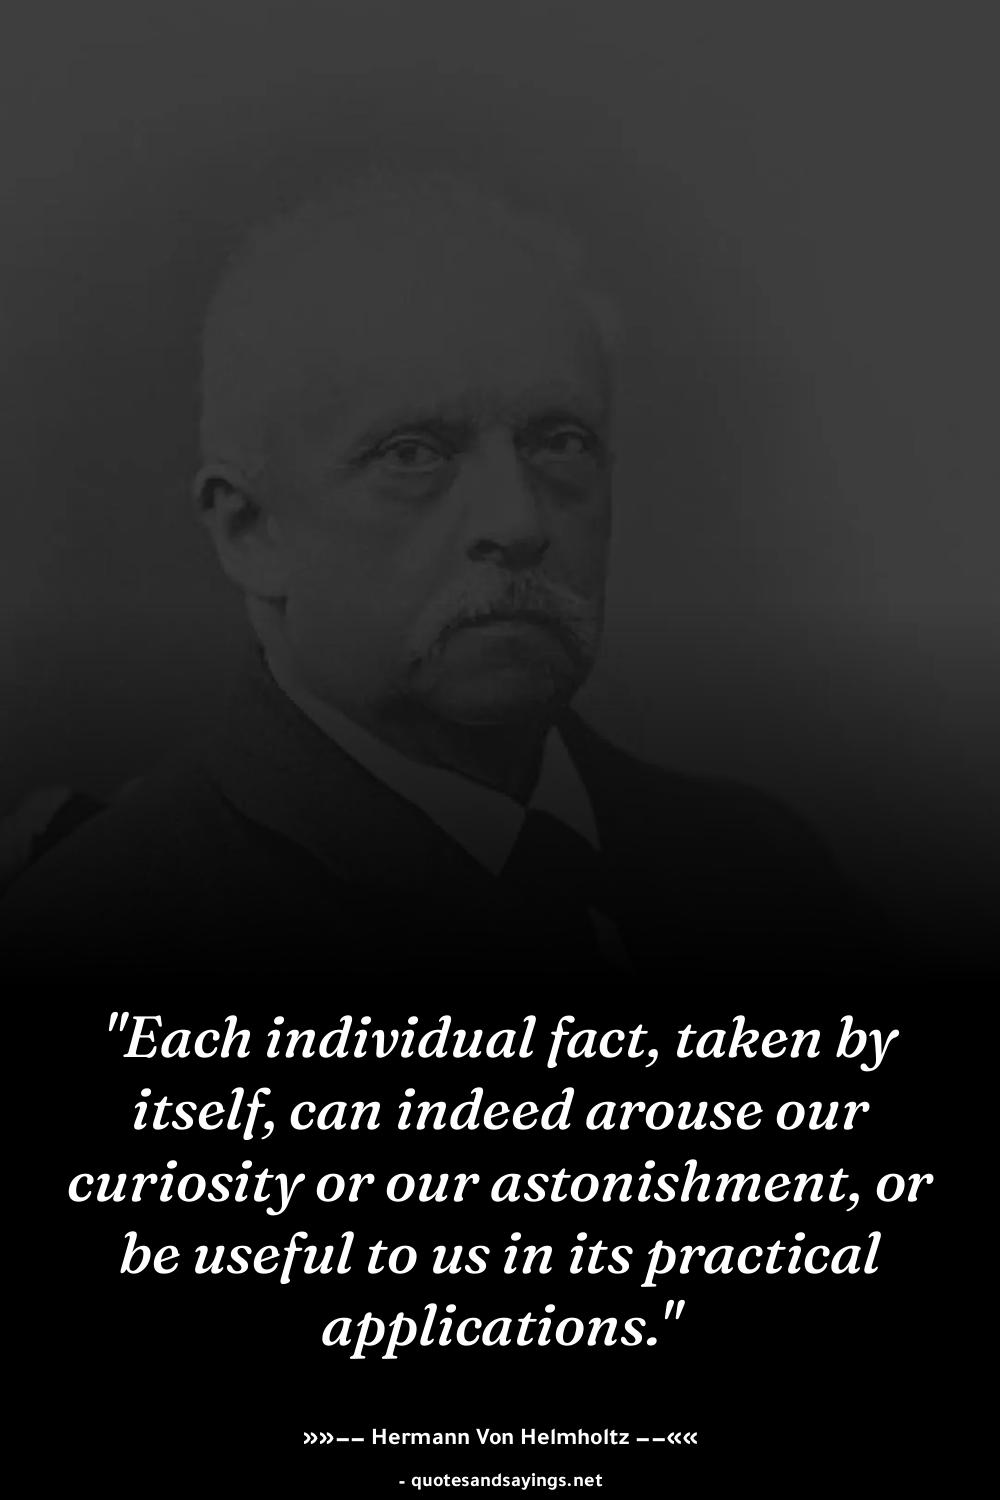 "Each individual fact, taken by
itself, can indeed arouse our
curiosity or our astonishment, or
be useful to us in its practical
applications."
»»–– Hermann Von Helmholtz ––««
- quotesandsayings.net